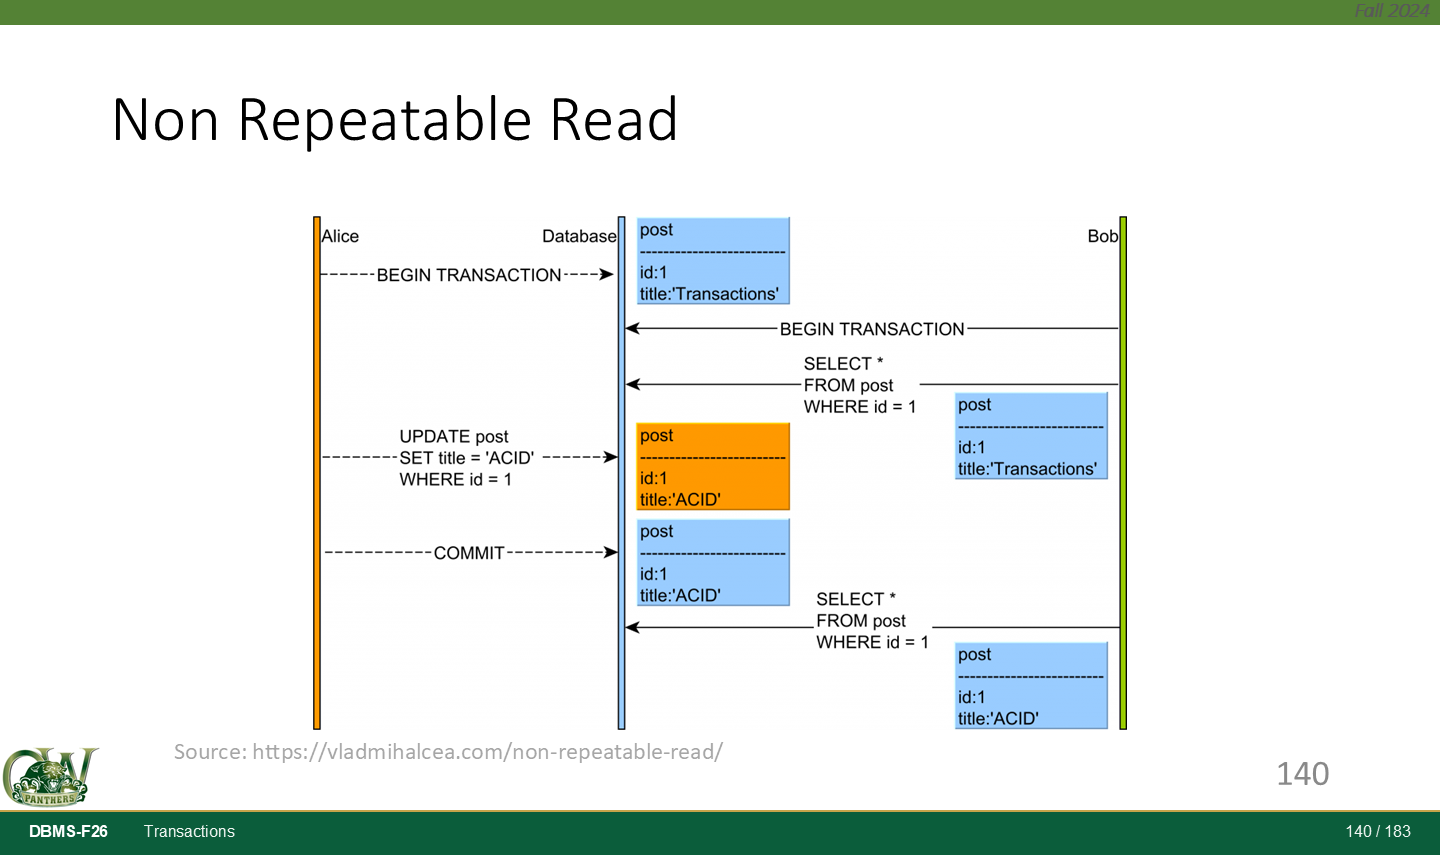 Fall 2024
Non Repeatable Read
Alice
Database
post
-------------------------
id:1
title:'Transactions'
Bob
BEGIN TRANSACTION
BEGIN TRANSACTION
SELECT *
FROM post
WHERE id = 1
post
-------------------------
id:1
title:'Transactions'
UPDATE post
SET title = 'ACID'
WHERE id = 1
post
-------------------------
id:1
title:'ACID'
COMMIT
post
-------------------------
id:1
title:'ACID'
SELECT *
FROM post
WHERE id = 1
post
-------------------------
id:1
title:'ACID'
Source: https://vladmihalcea.com/non-repeatable-read/
140
OW
PANTHERS
DBMS-F26 Transactions 140 / 183